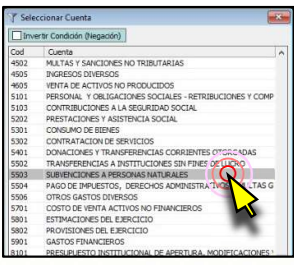 Seleccionar Cuenta
Invertir Condición (Negación)
Cod Cuenta
4502 MULTAS Y SANCIONES NO TRIBUTARIAS
4505 INGRESOS DIVERSOS
4605 VENTA DE ACTIVOS NO PRODUCIDOS
5101 PERSONAL Y OBLIGACIONES SOCIALES - RETRIBUCIONES Y COMP
5103 CONTRIBUCIONES A LA SEGURIDAD SOCIAL
5202 PRESTACIONES Y ASISTENCIA SOCIAL
5301 CONSUMO DE BIENES
5302 CONTRATACION DE SERVICIOS
5401 DONACIONES Y TRANSFERENCIAS CORRIENTES OTORGADAS
5502 TRANSFERENCIAS A INSTITUCIONES SIN FINES DE LUCRO
5503 SUBVENCIONES A PERSONAS NATURALES
5504 PAGO DE IMPUESTOS, DERECHOS ADMINISTRATIVOS LTAS G
5506 OTROS GASTOS DIVERSOS
5701 COSTO DE VENTA ACTIVOS NO FINANCIEROS
5801 ESTIMACIONES DEL EJERCICIO
5802 PROVISIONES DEL EJERCICIO
5901 GASTOS FINANCIEROS
8101 PRESUPUESTO INSTITUCIONAL DE APERTURA, MODIFICACIONES